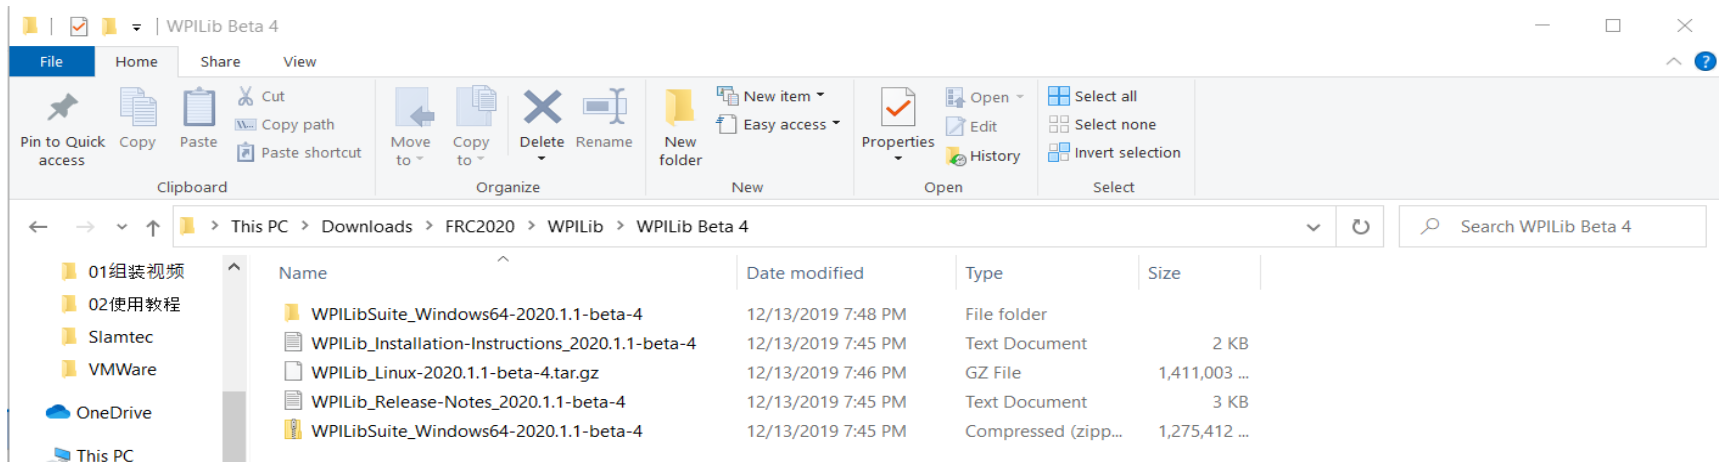 WPILib Beta 4
File Home Share View
Pin to Quick access
Copy
Paste
Cut
Copy path
Paste shortcut
Clipboard
Move to
Copy to
Delete
Rename
Organize
New folder
New item
Easy access
New
Properties
Open
Edit
History
Open
Select all
Select none
Invert selection
Select
This PC > Downloads > FRC2020 > WPILib > WPILib Beta 4
Search WPILib Beta 4
01组装视频
02使用教程
Slamtec
VMWare
OneDrive
This PC
Name Date modified Type Size
WPILibSuite_Windows64-2020.1.1-beta-4 12/13/2019 7:48 PM File folder
WPILib_Installation-Instructions_2020.1.1-beta-4 12/13/2019 7:45 PM Text Document 2 KB
WPILib_Linux-2020.1.1-beta-4.tar.gz 12/13/2019 7:46 PM GZ File 1,411,003 ...
WPILib_Release-Notes_2020.1.1-beta-4 12/13/2019 7:45 PM Text Document 3 KB
WPILibSuite_Windows64-2020.1.1-beta-4 12/13/2019 7:45 PM Compressed (zipp... 1,275,412 ...